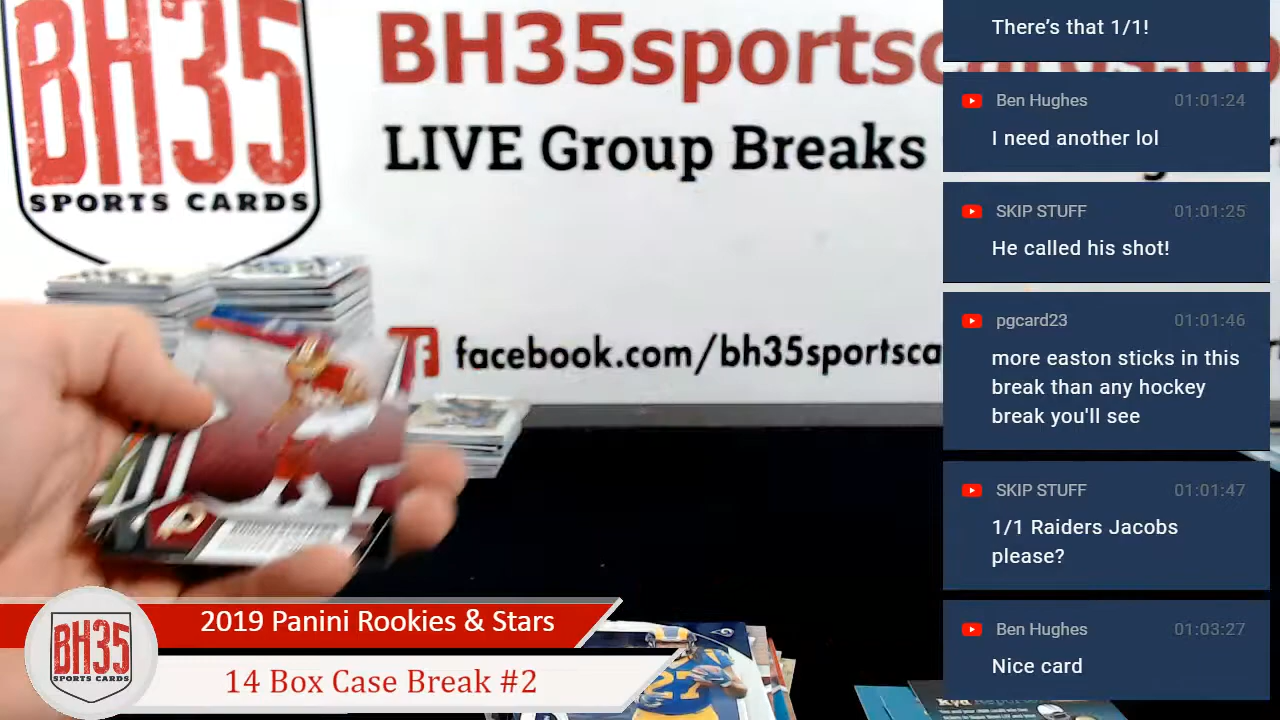 BH35
SPORTS CARDS
BH35sportscards.co
LIVE Group Breaks
facebook.com/bh35sportsca
There's that 1/1!
Ben Hughes 01:01:24
I need another lol
SKIP STUFF 01:01:25
He called his shot!
pgcard23 01:01:46
more easton sticks in this
break than any hockey
break you'll see
SKIP STUFF 01:01:47
1/1 Raiders Jacobs
please?
Ben Hughes 01:03:27
Nice card
BH35
SPORTS CARDS
2019 Panini Rookies & Stars
14 Box Case Break #2
27